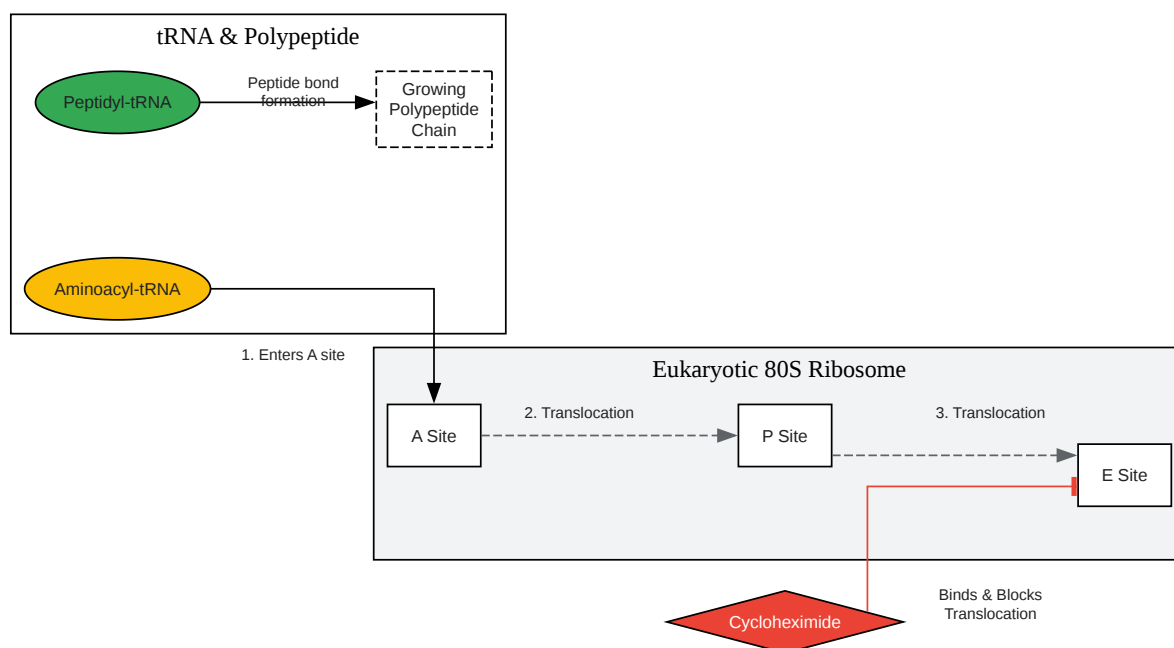 tRNA & Polypeptide
Peptidyl-tRNA
Peptide bond
formation
Growing
Polypeptide
Chain
Aminoacyl-tRNA
1. Enters A site
Eukaryotic 80S Ribosome
A Site
2. Translocation
P Site
3. Translocation
E Site
Cycloheximide
Binds & Blocks
Translocation